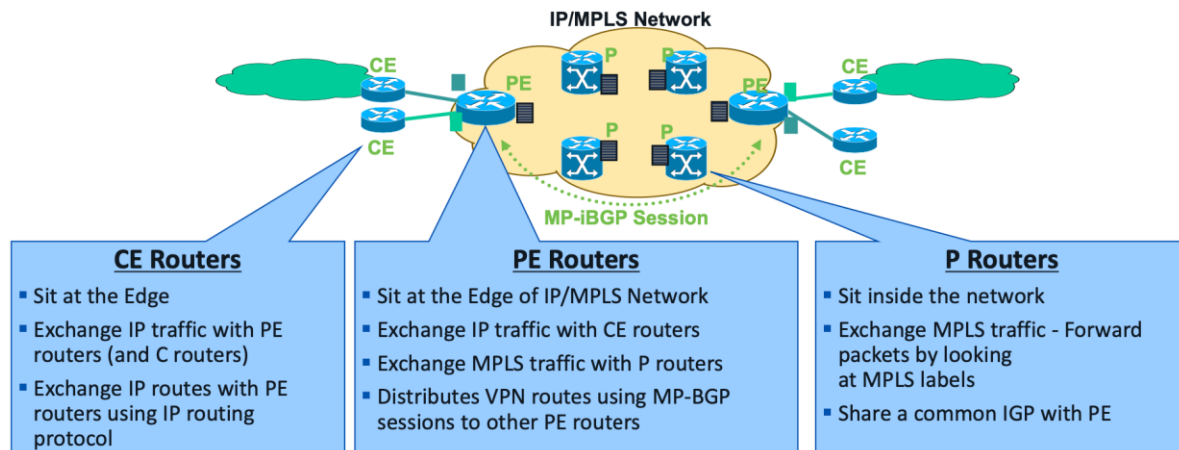 IP/MPLS Network
CE
PE
P
P
PE
CE
CE
P
P
CE
MP-iBGP Session
CE Routers
▪ Sit at the Edge
▪ Exchange IP traffic with PE
routers (and C routers)
▪ Exchange IP routes with PE
routers using IP routing
protocol
PE Routers
▪ Sit at the Edge of IP/MPLS Network
▪ Exchange IP traffic with CE routers
▪ Exchange MPLS traffic with P routers
▪ Distributes VPN routes using MP-BGP
sessions to other PE routers
P Routers
▪ Sit inside the network
▪ Exchange MPLS traffic - Forward
packets by looking
at MPLS labels
▪ Share a common IGP with PE